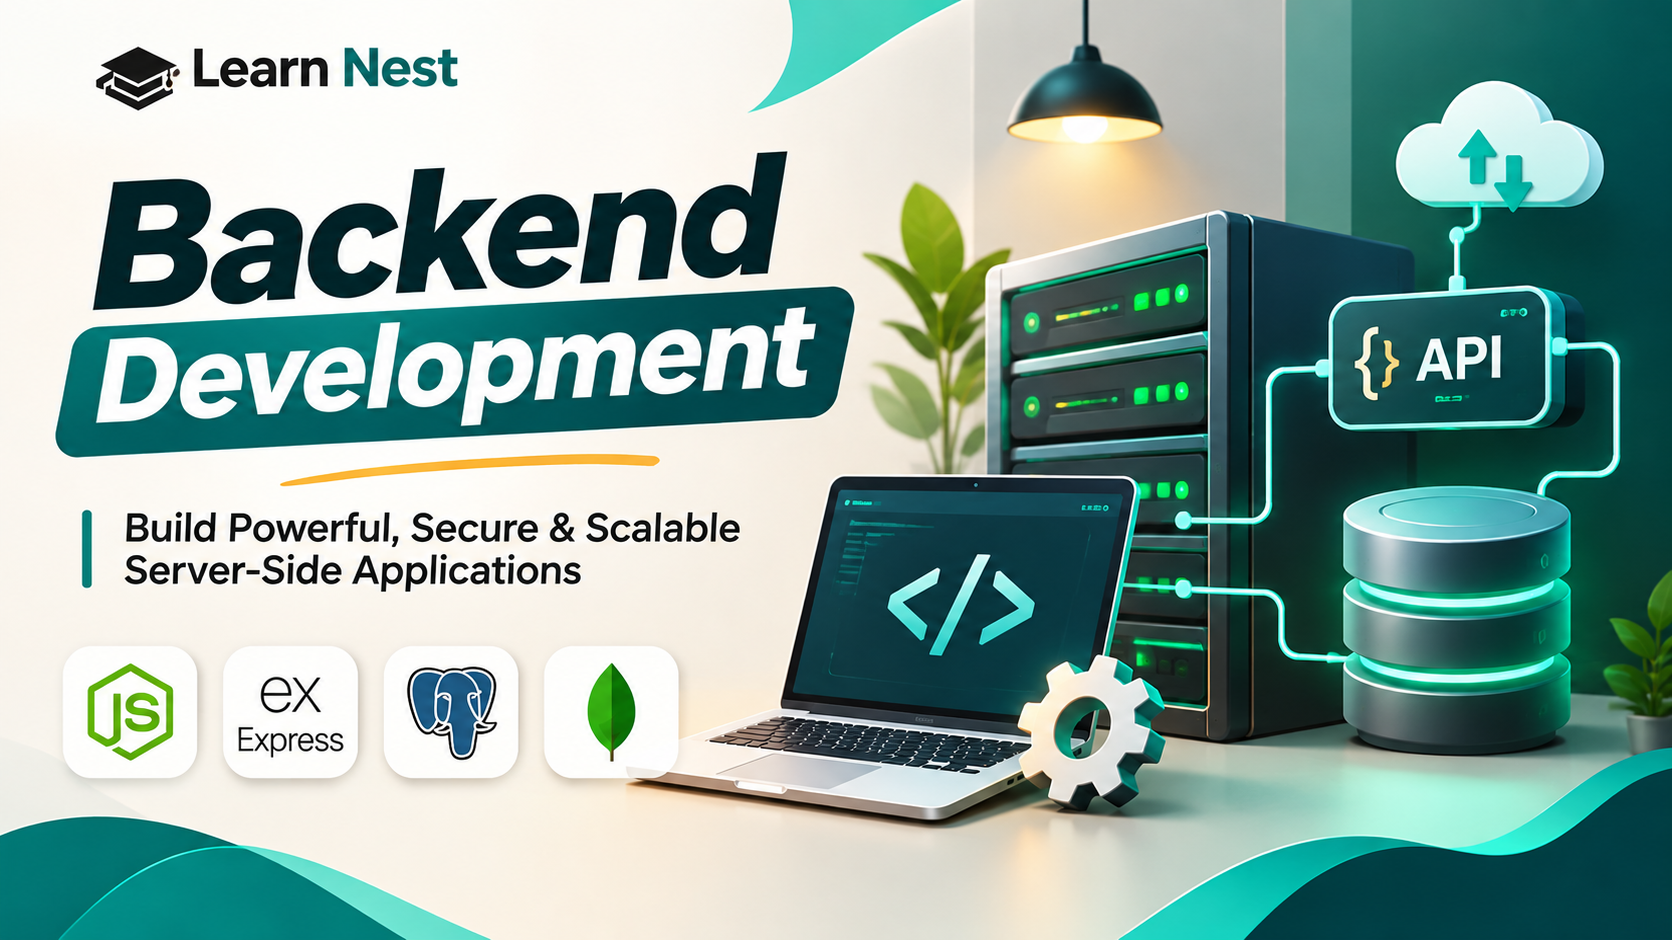 Learn Nest
Backend
Development
Build Powerful, Secure & Scalable
Server-Side Applications
JS
ex
Express
{} API
</>